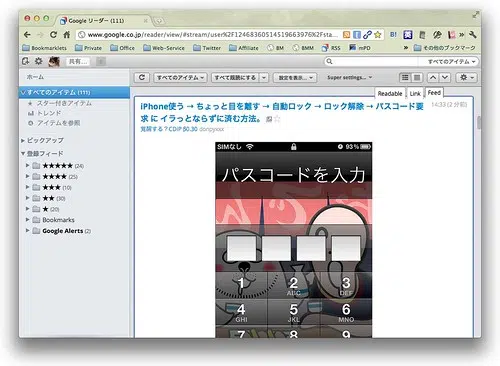 Google リーダー (111)
www.google.co.jp/reader/view/#stream/user%2F12468360514519663976%2Fsta
Bookmarklets Private Office Web-Service Twitter Affiliate BM BMM RSS mPD » その他のブックマーク
共有... すべてのアイテム
ホーム
すべてのアイテム すべて既読にする 設定を表示... Super settings...
Readable Link Feed
すべてのアイテム (111)
スター付きアイテム
トレンド
アイテムを参照
ピックアップ
登録フィード
★★★★★ (24)
★★★★ (25)
★★★ (10)
★★ (30)
★ (20)
Bookmarks
Google Alerts (2)
iPhone使う → ちょっと目を離す → 自動ロック → ロック解除 → パスコード要
求 に イラっとならずに済む方法。
14:33 (2 分前)
覚醒する？CDiP $0.30 donpyxxx
SIMなし 93%
パスコードを入力
1 2 3
ABC DEF
4 5 6
GHI JKL MNO
7 8 9